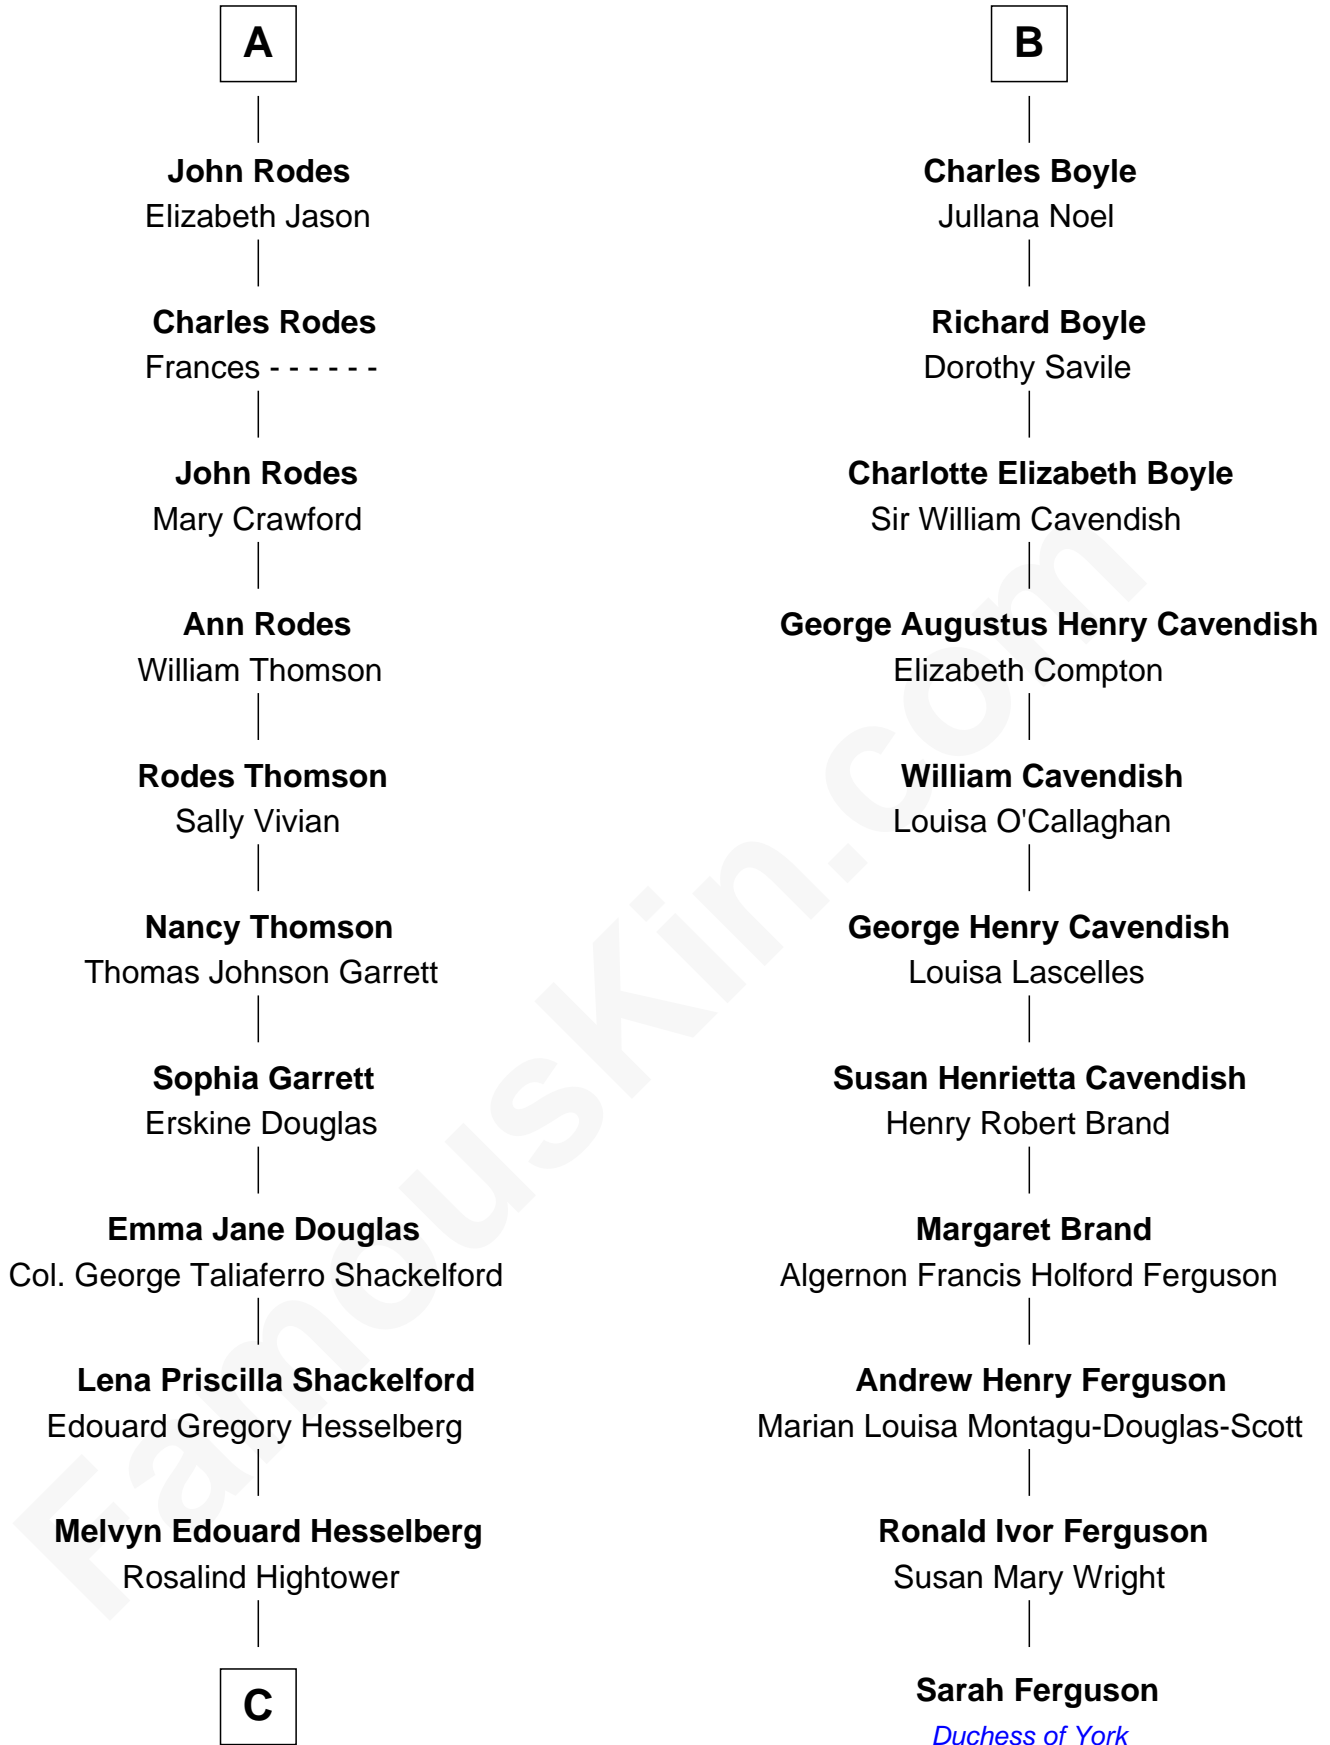 A
John Rodes
Elizabeth Jason
Charles Rodes
Frances - - - - - -
John Rodes
Mary Crawford
Ann Rodes
William Thomson
Rodes Thomson
Sally Vivian
Nancy Thomson
Thomas Johnson Garrett
Sophia Garrett
Erskine Douglas
Emma Jane Douglas
Col. George Taliaferro Shackelford
Lena Priscilla Shackelford
Edouard Gregory Hesselberg
Melvyn Edouard Hesselberg
Rosalind Hightower
C
B
Charles Boyle
Jullana Noel
Richard Boyle
Dorothy Savile
Charlotte Elizabeth Boyle
Sir William Cavendish
George Augustus Henry Cavendish
Elizabeth Compton
William Cavendish
Louisa O'Callaghan
George Henry Cavendish
Louisa Lascelles
Susan Henrietta Cavendish
Henry Robert Brand
Margaret Brand
Algernon Francis Holford Ferguson
Andrew Henry Ferguson
Marian Louisa Montagu-Douglas-Scott
Ronald Ivor Ferguson
Susan Mary Wright
Sarah Ferguson
Duchess of York
FamousKin.com